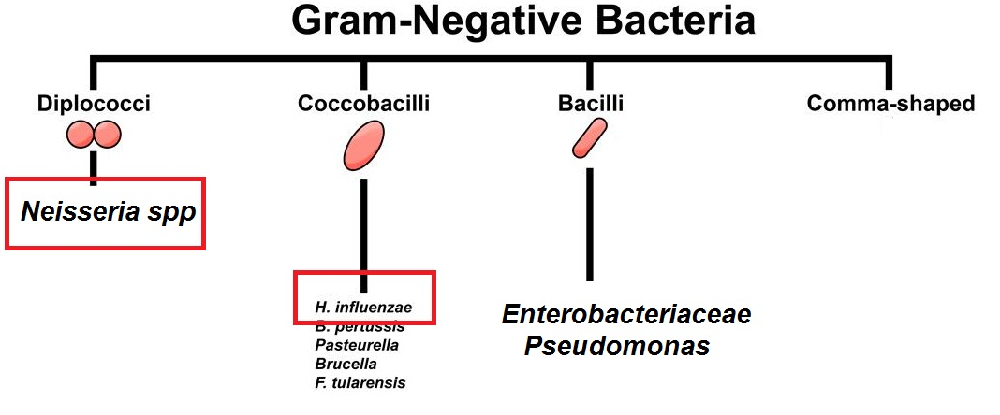 Gram-Negative Bacteria
Diplococci
Coccobacilli
Bacilli
Comma-shaped
Neisseria spp
H. influenzae
B. pertussis
Pasteurella
Brucella
F. tularensis
Enterobacteriaceae
Pseudomonas